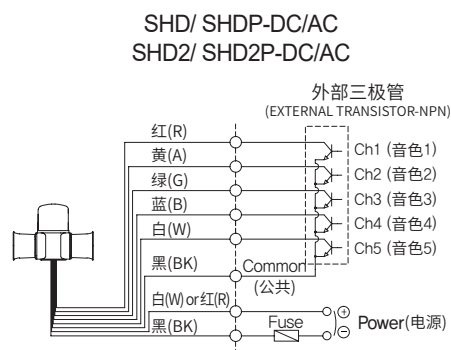 SHD/ SHDP-DC/AC
SHD2/ SHD2P-DC/AC
外部三极管
(EXTERNAL TRANSISTOR-NPN)
红(R)
Ch1 (音色1)
黄(A)
Ch2 (音色2)
绿(G)
Ch3 (音色3)
蓝(B)
Ch4 (音色4)
白(W)
Ch5 (音色5)
黑(BK)
Common
(公共)
白(W) or 红(R)
黑(BK)
Fuse
⊕
⊖
Power(电源)